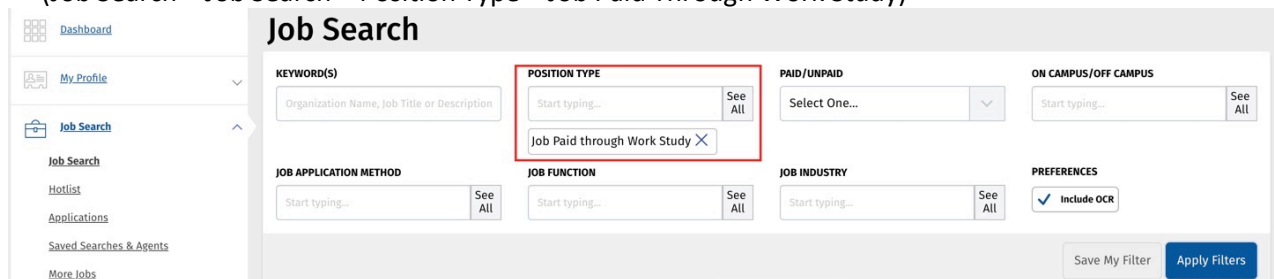 Dashboard
Job Search
My Profile
KEYWORD(S)
POSITION TYPE
PAID/UNPAID
ON CAMPUS/OFF CAMPUS
Organization Name, Job Title or Description
Start typing...
See All
Select One...
Start typing...
See All
Job Search
Job Paid through Work Study
Job Search
JOB APPLICATION METHOD
JOB FUNCTION
JOB INDUSTRY
PREFERENCES
Hotlist
Start typing...
See All
Start typing...
See All
Start typing...
See All
Include OCR
Applications
Saved Searches & Agents
Save My Filter
Apply Filters
More Jobs